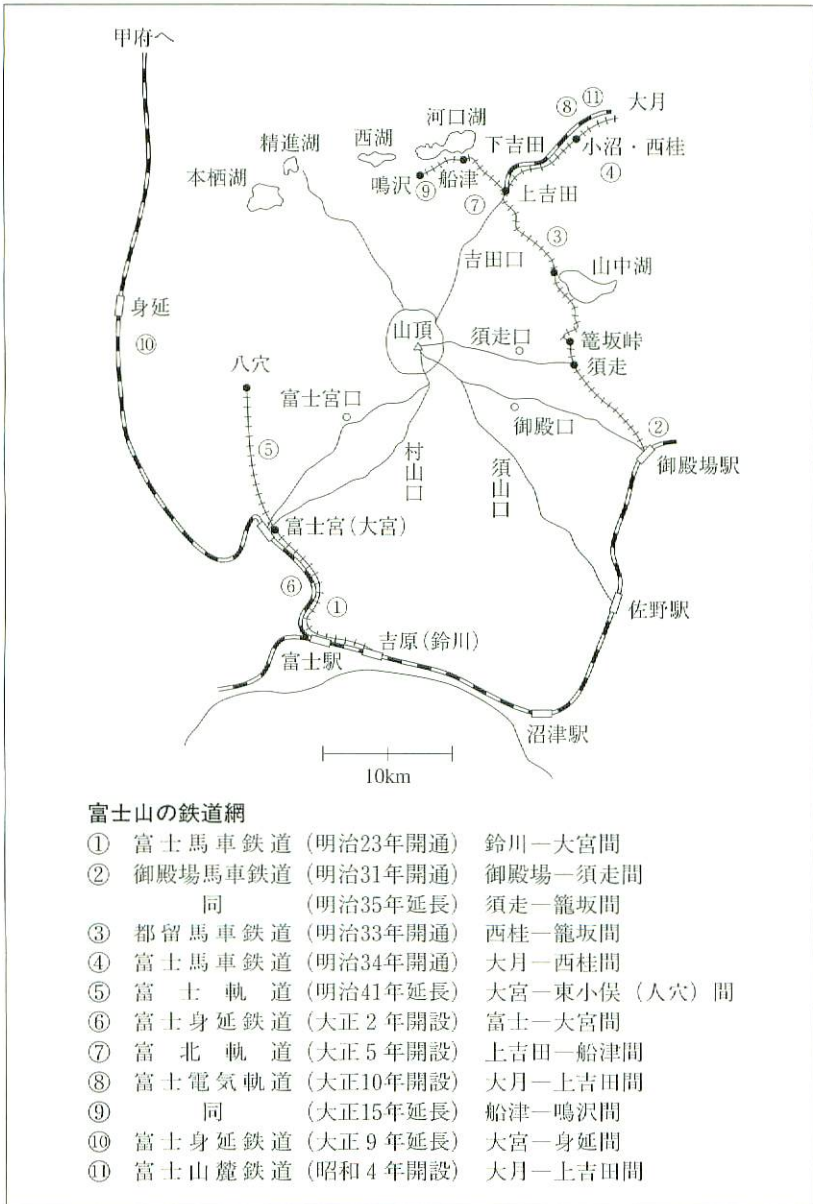 甲府へ
⑧ ⑪ 大月
河口湖
西湖
精進湖
本栖湖
下吉田
小沼・西桂
④
鳴沢
⑨
船津
⑦
上吉田
③
吉田口
山中湖
身延
⑩
山頂
須走口
籠坂峠
須走
八穴
富士宮口
御殿口
②
御殿場駅
⑤
村山口
須山口
富士宮(大宮)
⑥
①
佐野駅
吉原(鈴川)
富士駅
沼津駅
10km
富士山の鉄道網
① 富士馬車鉄道 (明治23年開通) 鈴川―大宮間
② 御殿場馬車鉄道 (明治31年開通) 御殿場―須走間
同 (明治35年延長) 須走―籠坂間
③ 都留馬車鉄道 (明治33年開通) 西桂―籠坂間
④ 富士馬車鉄道 (明治34年開通) 大月―西桂間
⑤ 富士軌道 (明治41年延長) 大宮―東小俣(人穴)間
⑥ 富士身延鉄道 (大正2年開設) 富士―大宮間
⑦ 富北軌道 (大正5年開設) 上吉田―船津間
⑧ 富士電気軌道 (大正10年開設) 大月―上吉田間
⑨ 同 (大正15年延長) 船津―鳴沢間
⑩ 富士身延鉄道 (大正9年延長) 大宮―身延間
⑪ 富士山麓鉄道 (昭和4年開設) 大月―上吉田間